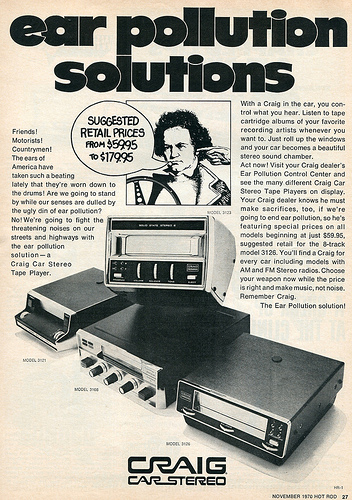 ear pollution
solutions
SUGGESTED
RETAIL PRICES
FROM $59.95
TO $179.95
Friends!
Motorists!
Countrymen!
The ears of
America have
taken such a beating
lately that they're worn down to
the drums! Are we going to stand
by while our senses are dulled by
the ugly din of ear pollution?
No! We're going to fight the
threatening noises on our
streets and highways with
the ear pollution
solution—a
Craig Car Stereo
Tape Player.
With a Craig in the car, you con-
trol what you hear. Listen to tape
cartridge albums of your favorite
recording artists whenever you
want to. Just roll up the windows
and your car becomes a beautiful
stereo sound chamber.
Act now! Visit your Craig dealer's
Ear Pollution Control Center and
see the many different Craig Car
Stereo Tape Players on display.
Your Craig dealer knows he must
make sacrifices, too, if we're
going to end ear pollution, so he's
featuring special prices on all
models beginning at just $59.95,
suggested retail for the 8-track
model 3126. You'll find a Craig for
every car including models with
AM and FM Stereo radios. Choose
your weapon now while the price
is right and make music, not noise.
Remember Craig.
The Ear Pollution solution!
MODEL 3123
MODEL 3121
MODEL 3126
CRAIG
CAR STEREO
NOVEMBER 1970 HOT ROD 27